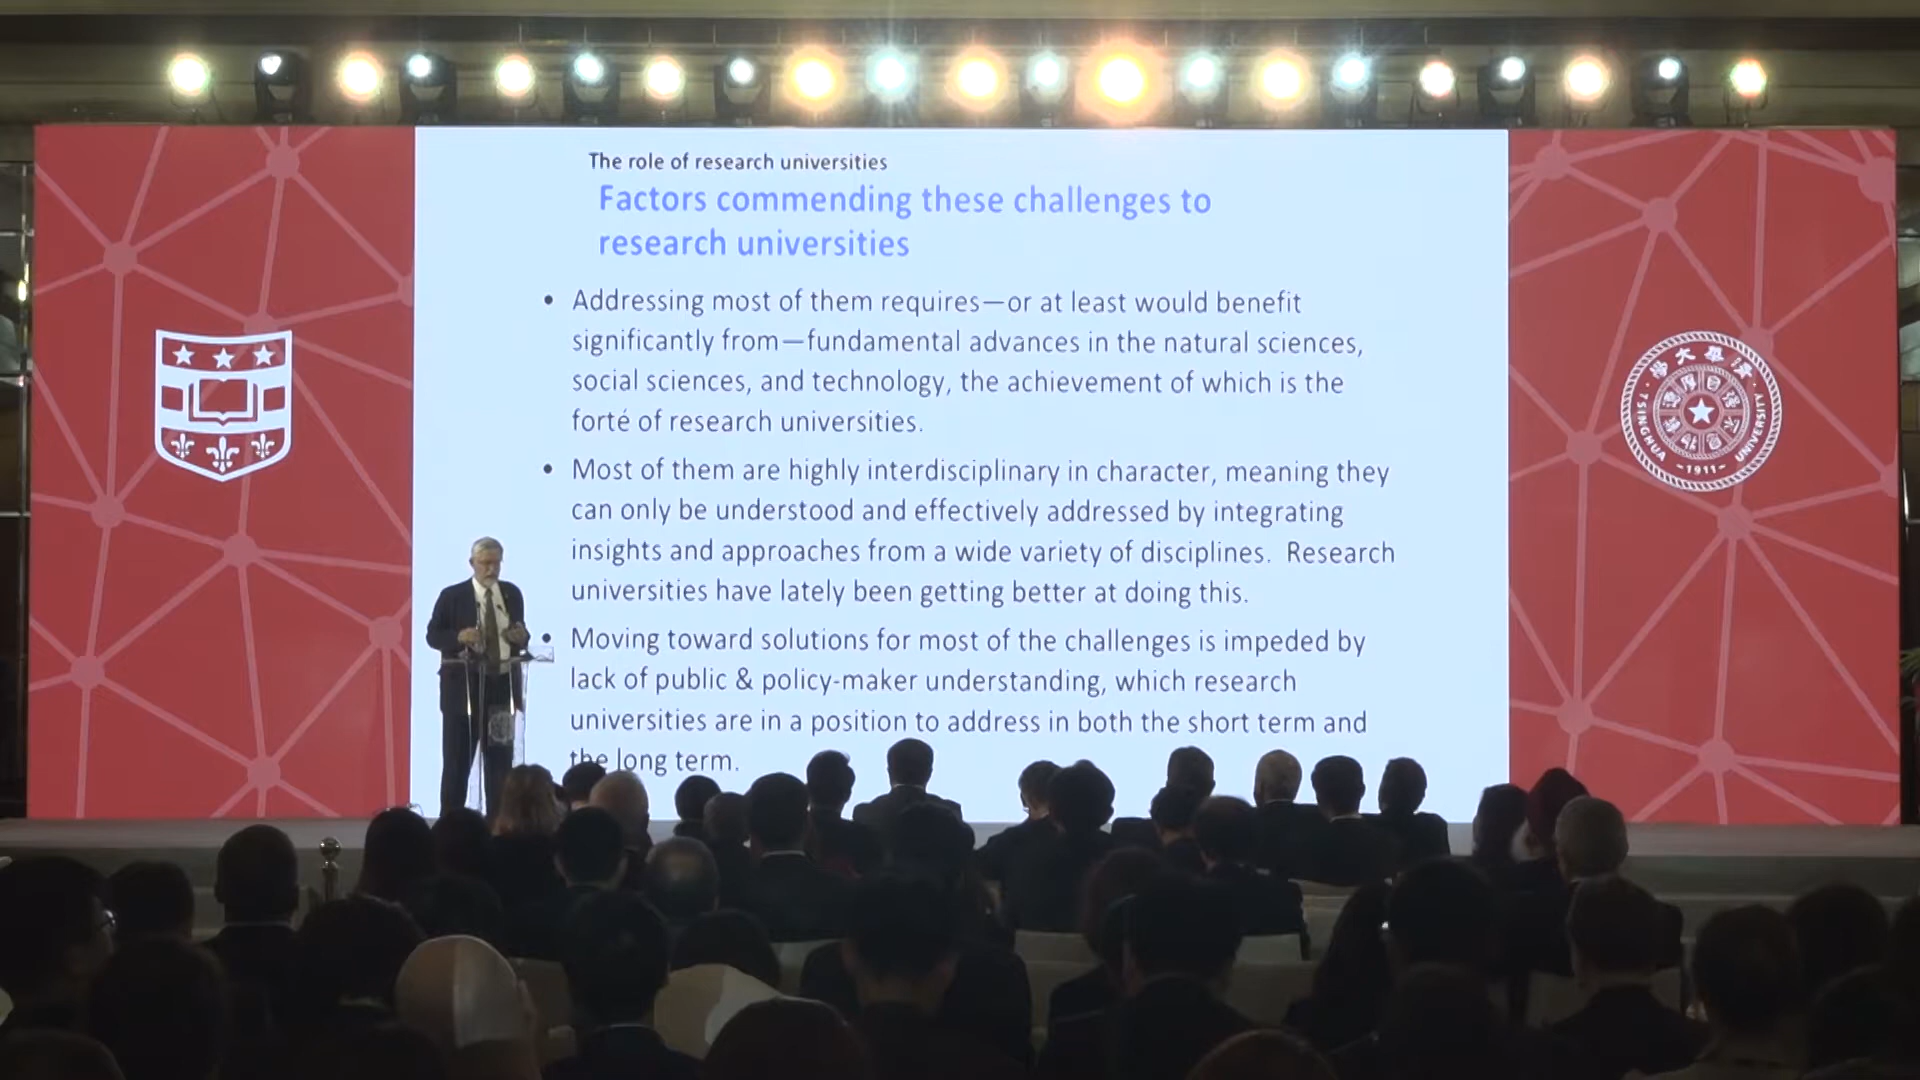 The role of research universities
Factors commending these challenges to
research universities
• Addressing most of them requires—or at least would benefit
significantly from—fundamental advances in the natural sciences,
social sciences, and technology, the achievement of which is the
forté of research universities.
• Most of them are highly interdisciplinary in character, meaning they
can only be understood and effectively addressed by integrating
insights and approaches from a wide variety of disciplines. Research
universities have lately been getting better at doing this.
• Moving toward solutions for most of the challenges is impeded by
lack of public & policy-maker understanding, which research
universities are in a position to address in both the short term and
the long term.
TSINGHUA UNIVERSITY
-1911-